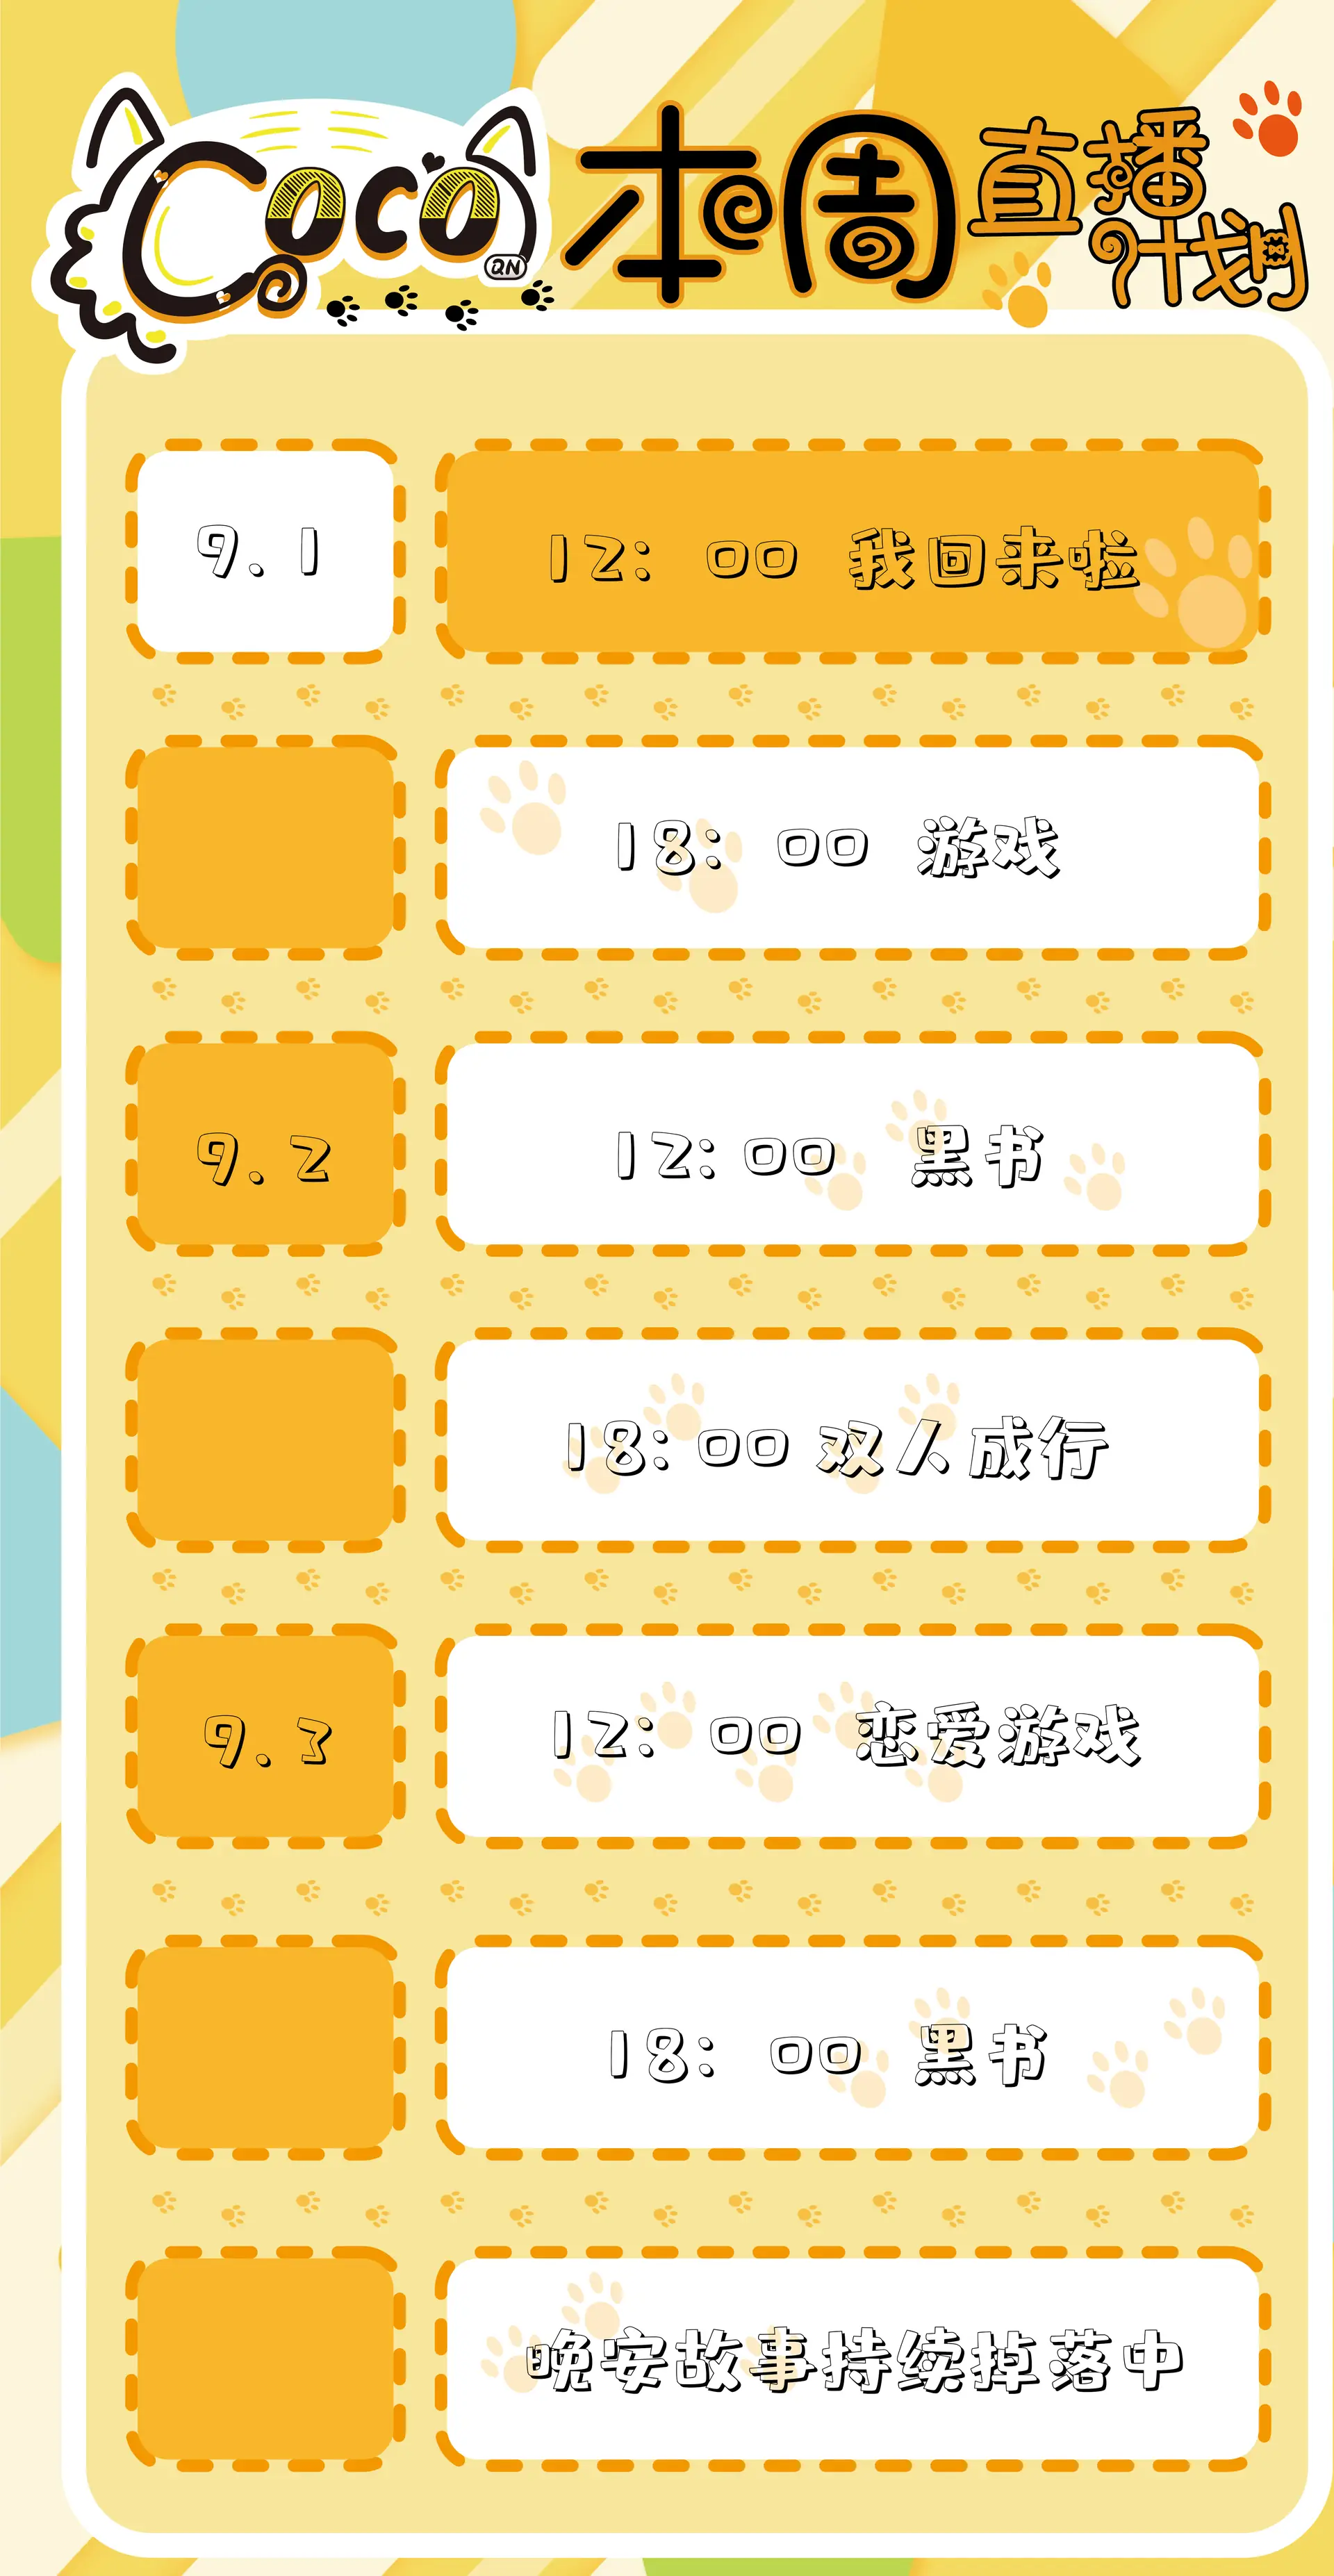 Coco QN
本周直播计划
9.1
12：00 我回来啦
18：00 游戏
9.2
12:00 黑书
18:00 双人成行
9.3
12：00 恋爱游戏
18：00 黑书
晚安故事持续掉落中